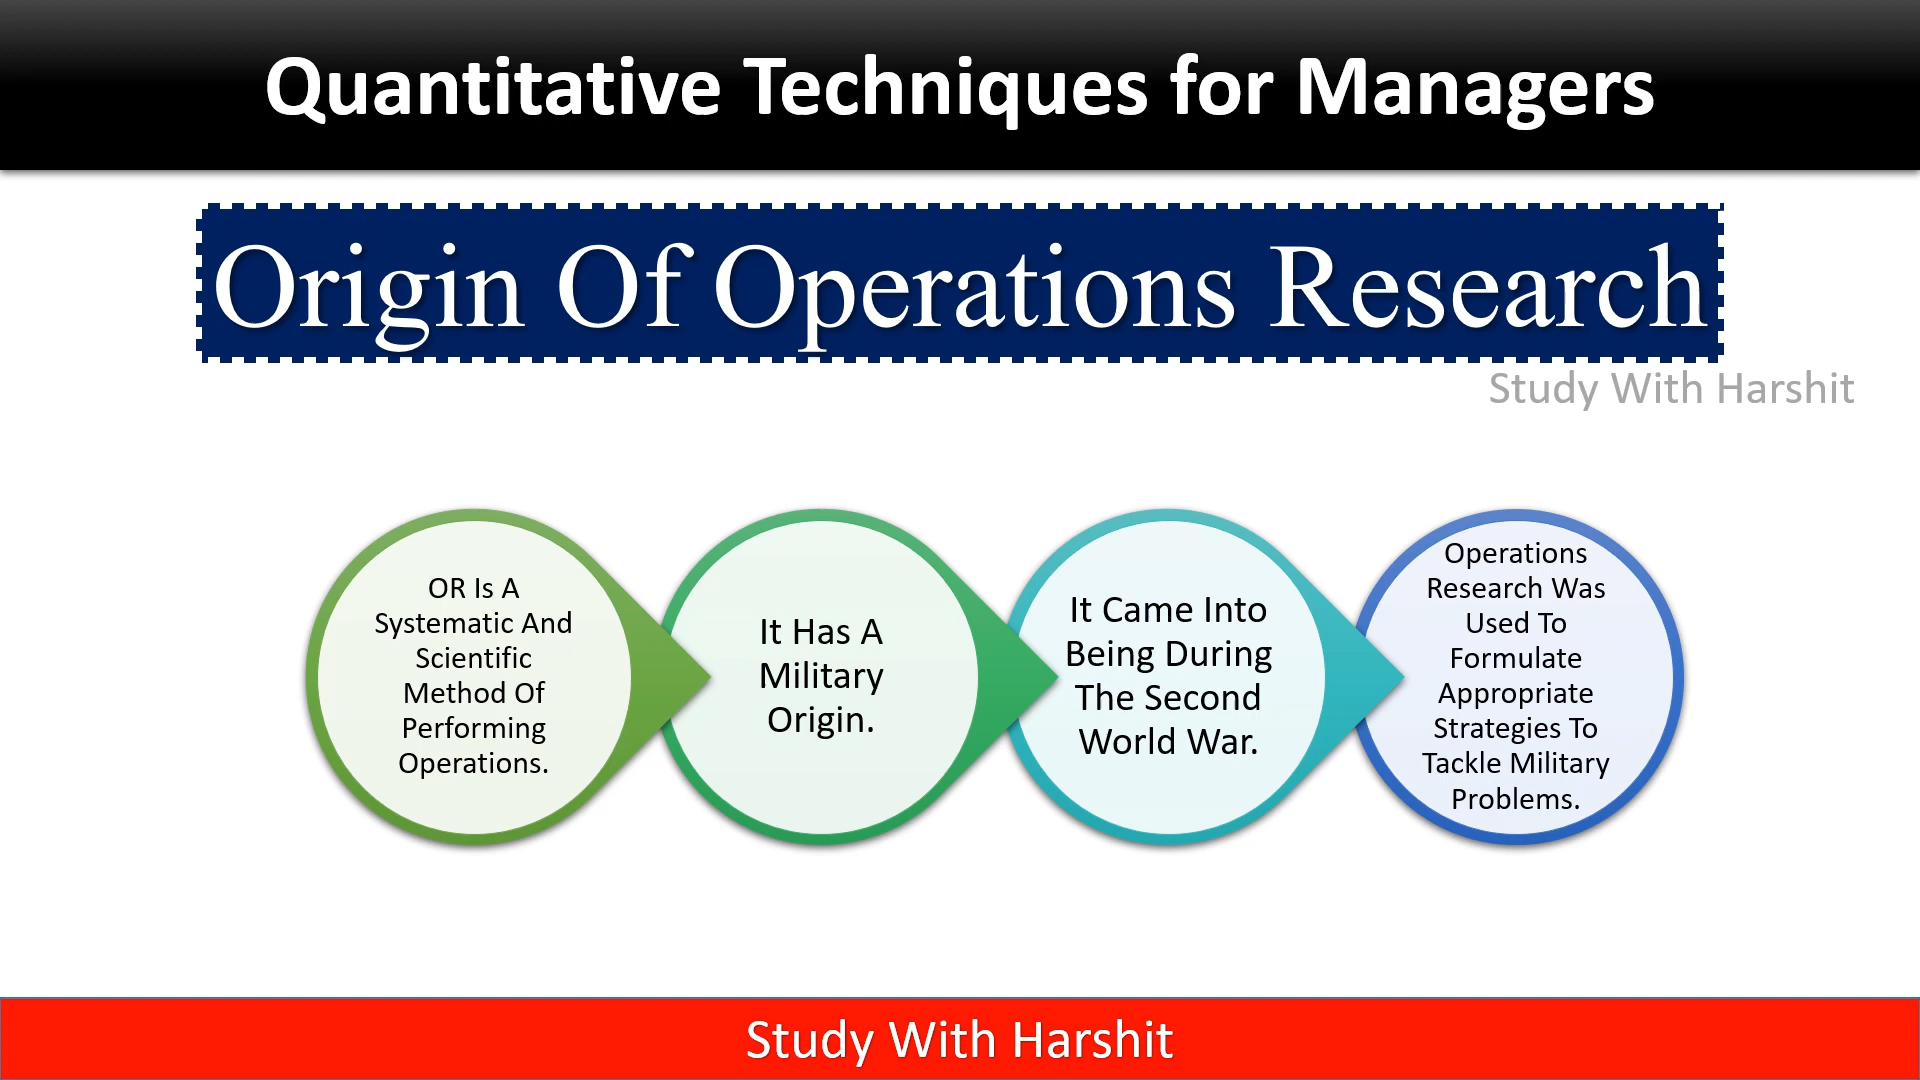 Quantitative Techniques for Managers
Origin Of Operations Research
Study With Harshit
OR Is A
Systematic And
Scientific
Method Of
Performing
Operations.
It Has A
Military
Origin.
It Came Into
Being During
The Second
World War.
Operations
Research Was
Used To
Formulate
Appropriate
Strategies To
Tackle Military
Problems.
Study With Harshit